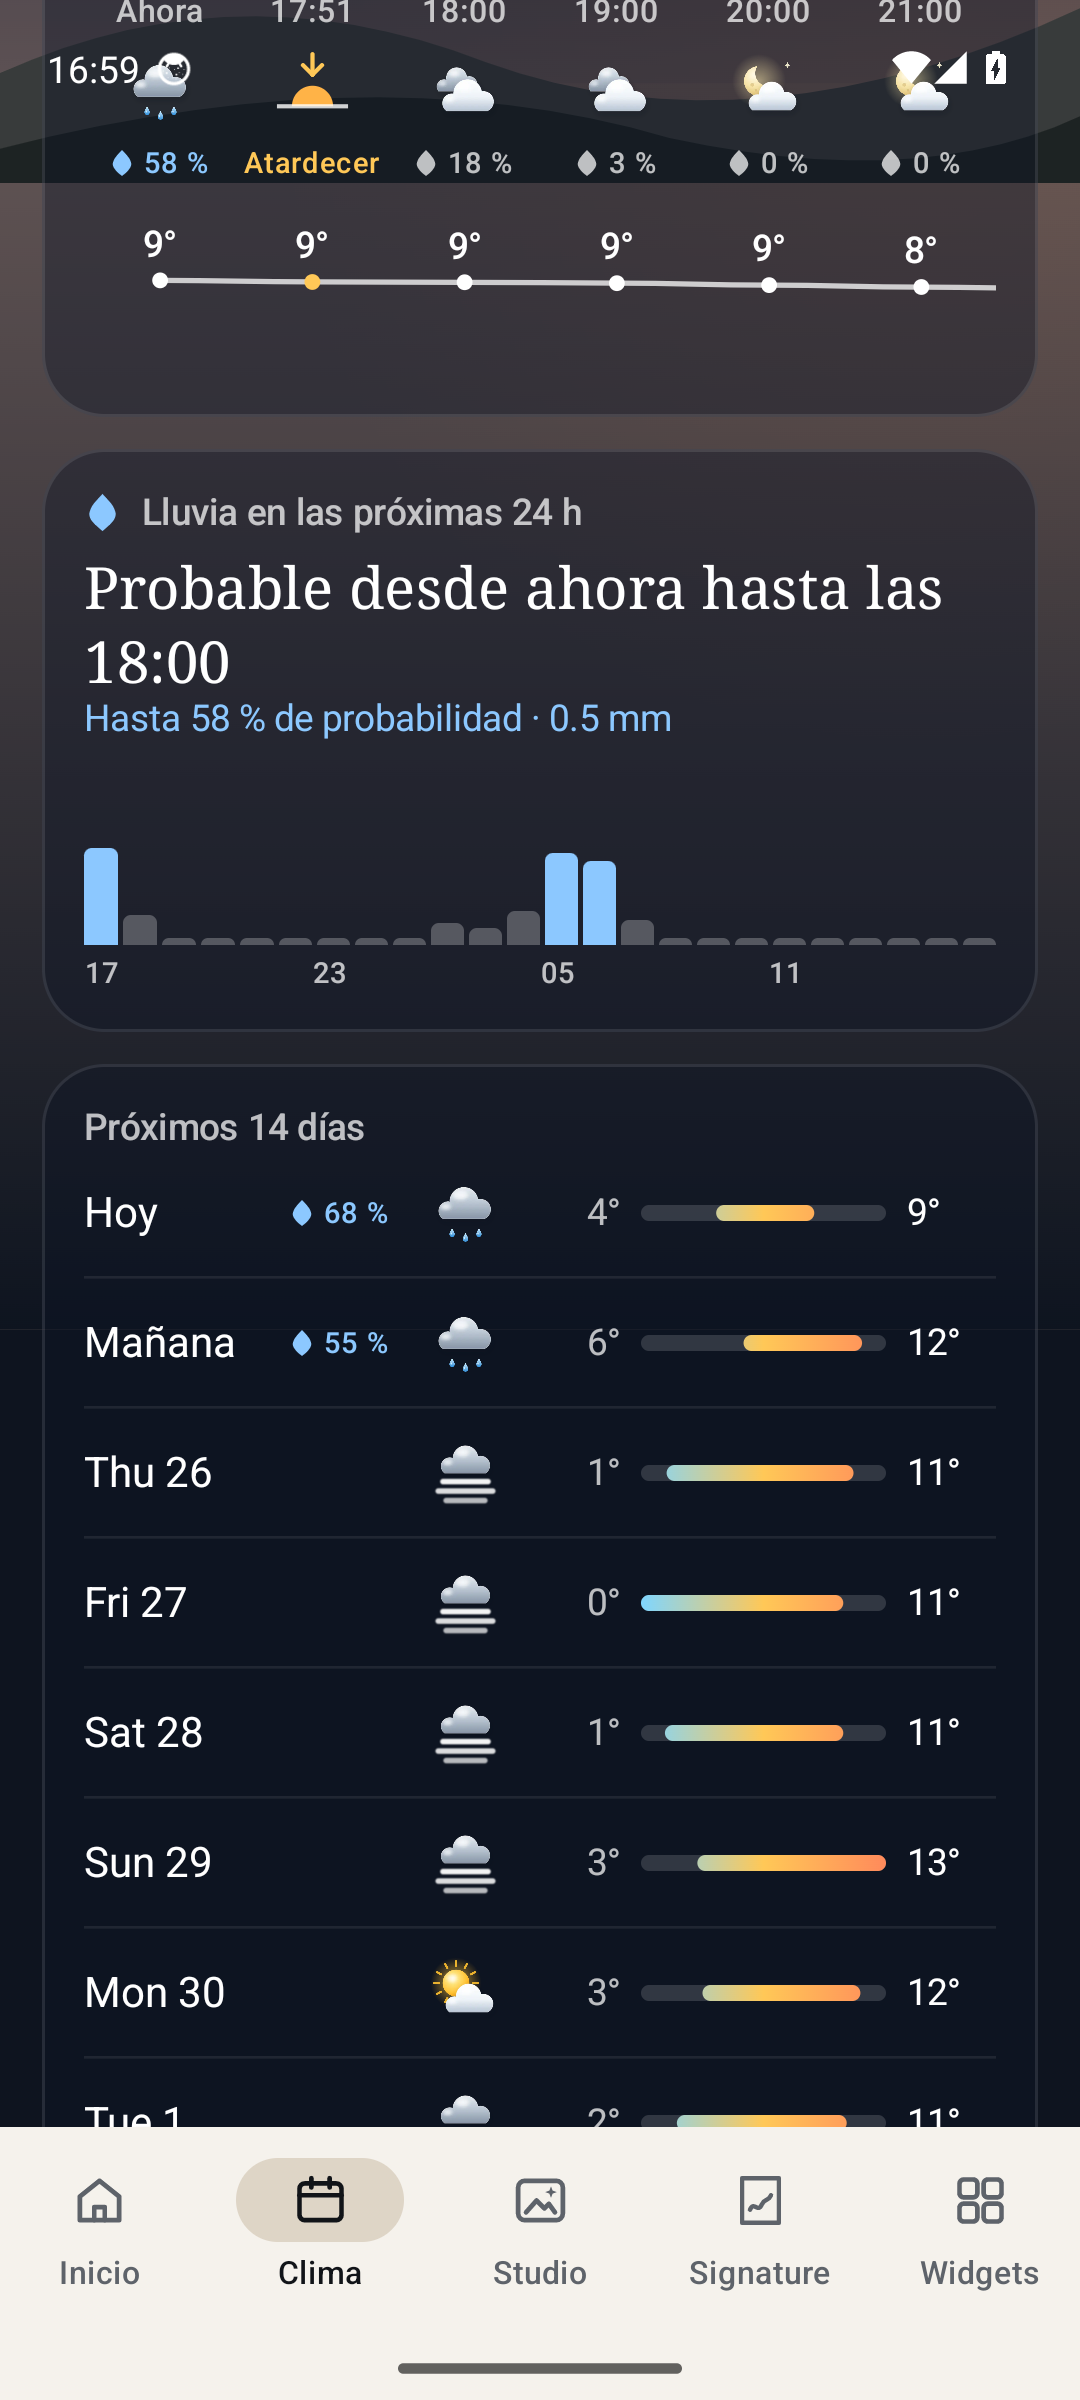 Ahora 17:51 18:00 19:00 20:00 21:00
16:59
58 % Atardecer 18 % 3 % 0 % 0 %
9° 9° 9° 9° 9° 8°
Lluvia en las próximas 24 h
Probable desde ahora hasta las
18:00
Hasta 58 % de probabilidad · 0.5 mm
17 23 05 11
Próximos 14 días
Hoy 68 % 4° 9°
Mañana 55 % 6° 12°
Thu 26 1° 11°
Fri 27 0° 11°
Sat 28 1° 11°
Sun 29 3° 13°
Mon 30 3° 12°
Tue 1 2° 11°
Inicio Clima Studio Signature Widgets